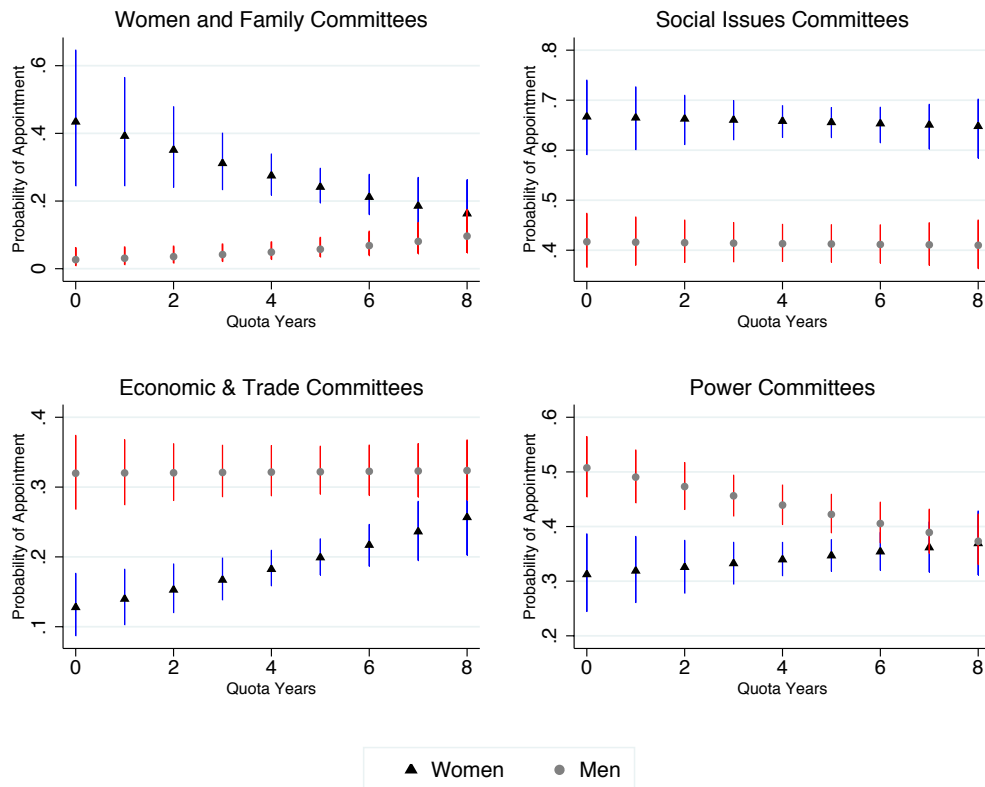 Women and Family Committees
Probability of Appointment
0 .2 .4 .6
0 2 4 6 8
Quota Years
Social Issues Committees
Probability of Appointment
.4 .5 .6 .7 .8
0 2 4 6 8
Quota Years
Economic & Trade Committees
Probability of Appointment
.1 .2 .3 .4
0 2 4 6 8
Quota Years
Power Committees
Probability of Appointment
.2 .3 .4 .5 .6
0 2 4 6 8
Quota Years
Women Men